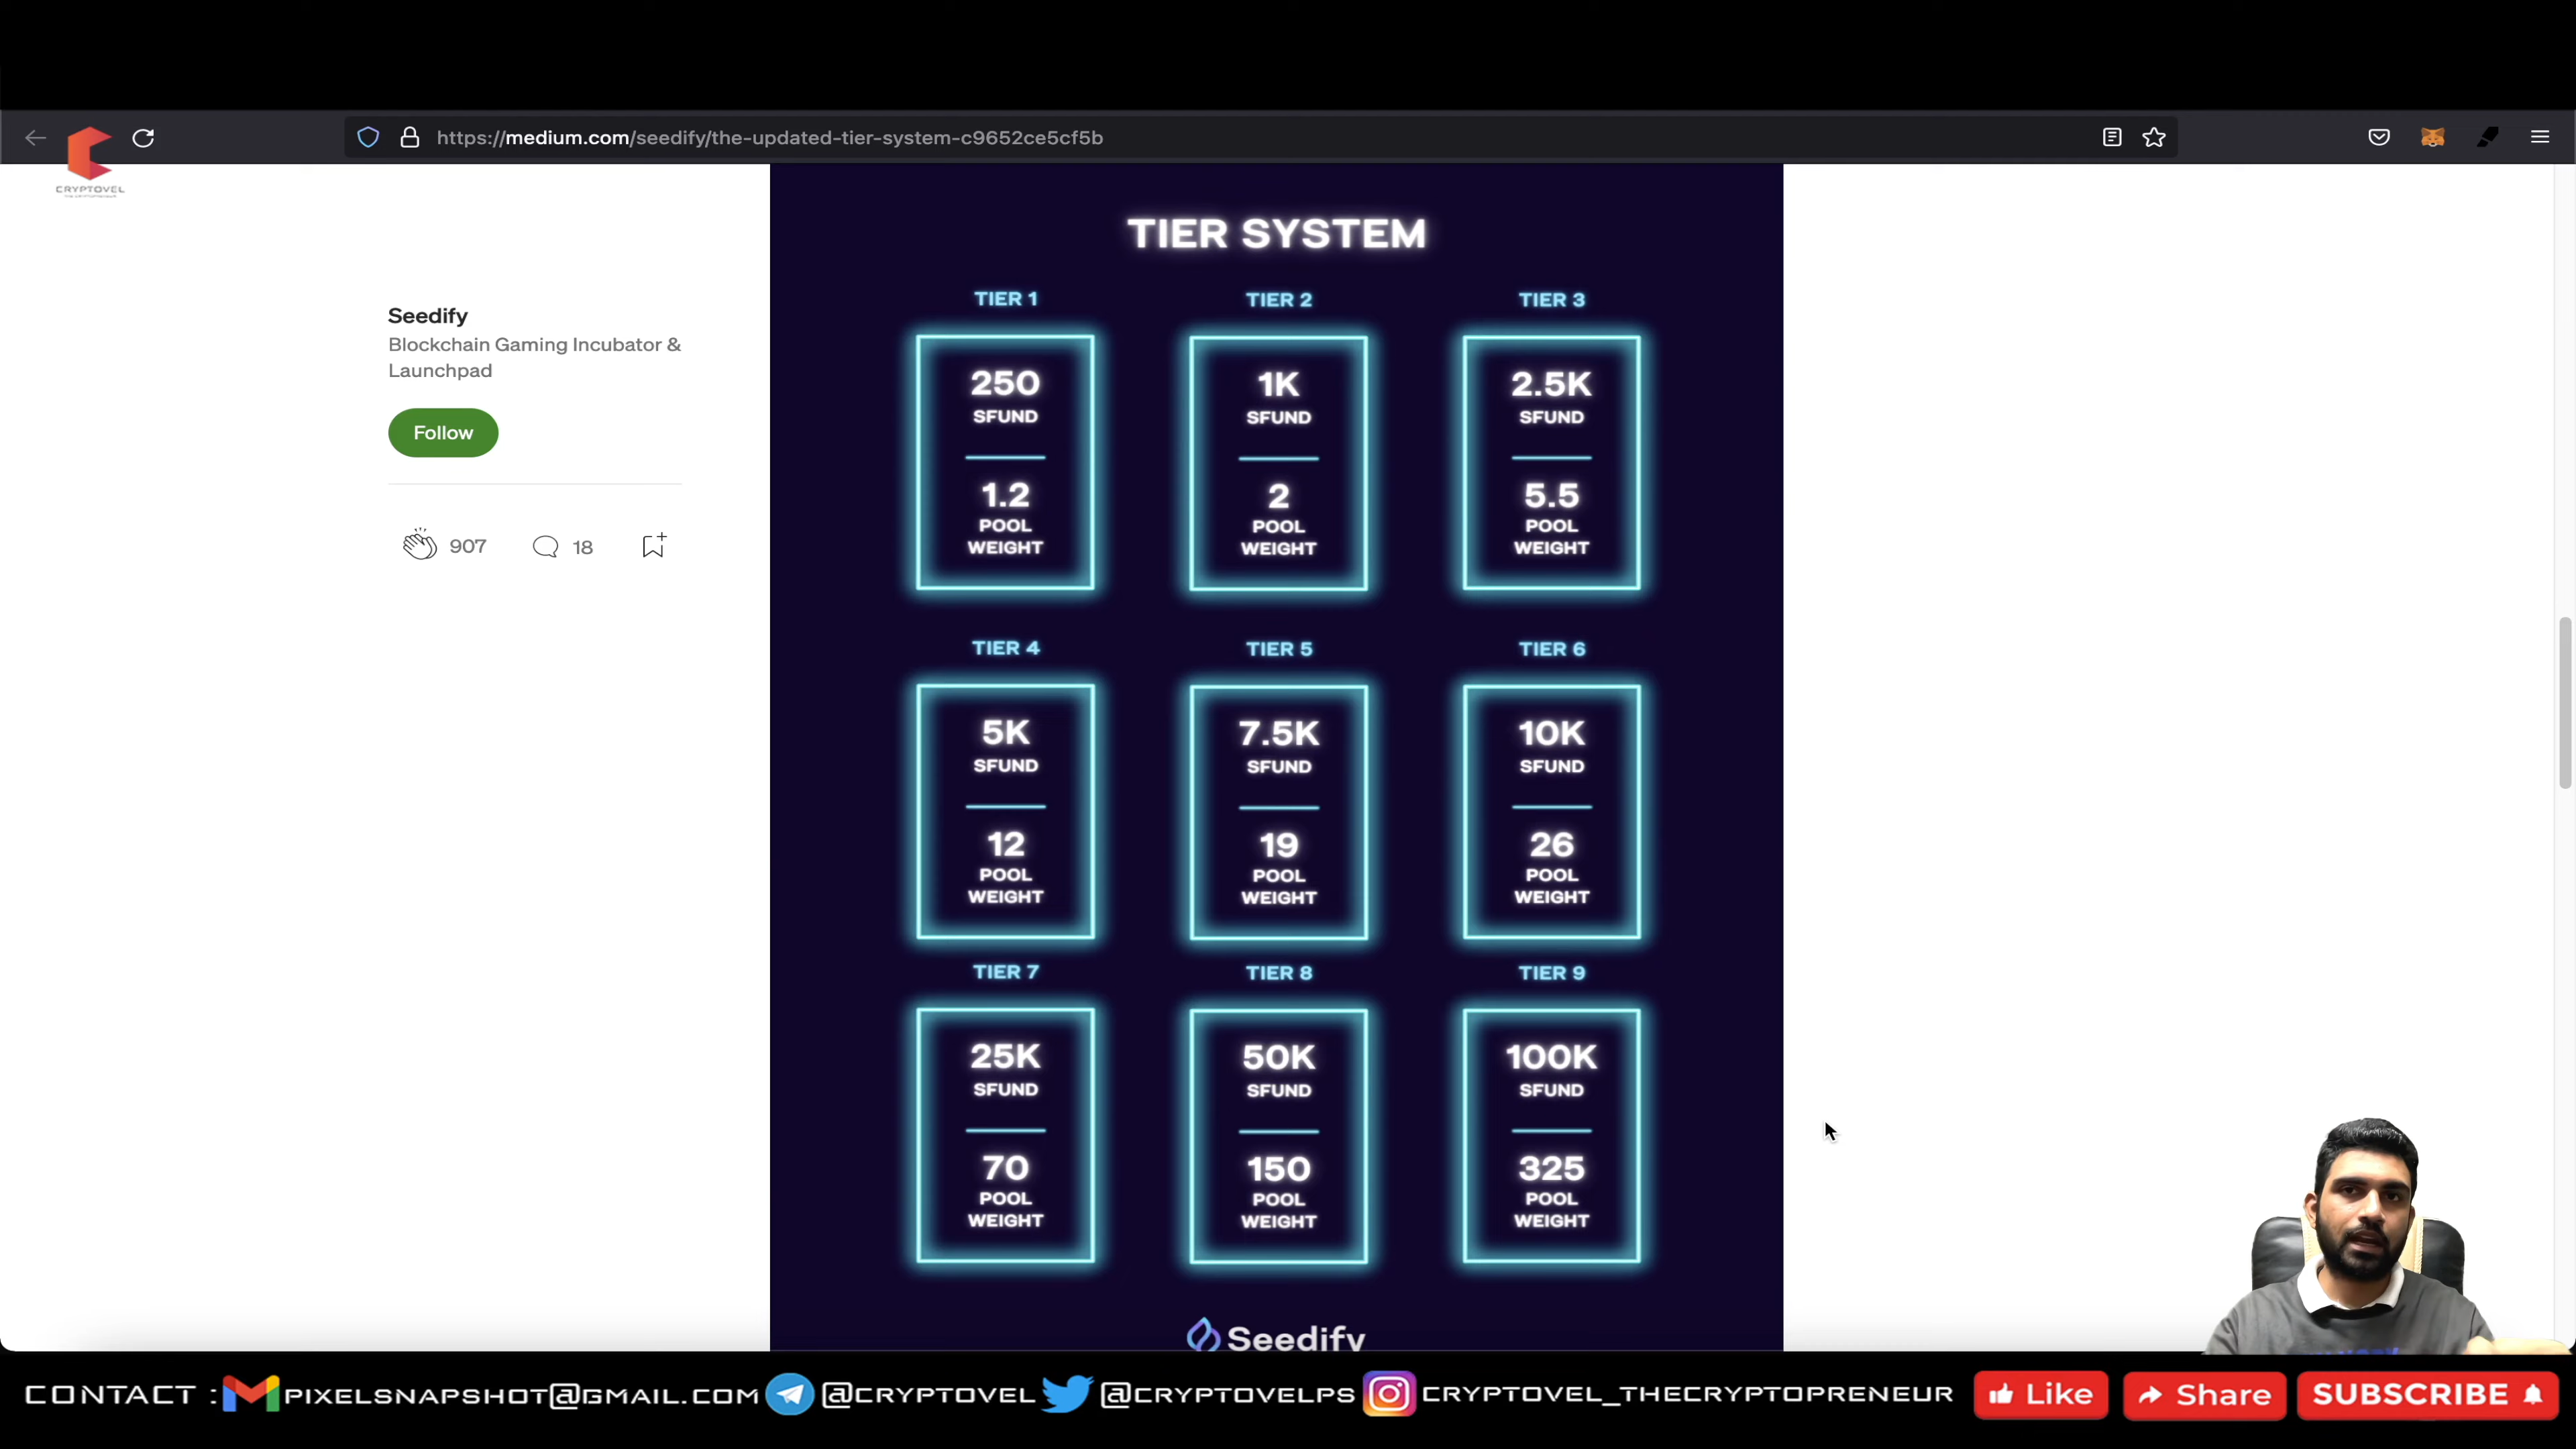 https://medium.com/seedify/the-updated-tier-system-c9652ce5cf5b
CRYPTOVEL
Seedify
Blockchain Gaming Incubator &
Launchpad
Follow
907
18
TIER SYSTEM
TIER 1
250
SFUND
1.2
POOL
WEIGHT
TIER 2
1K
SFUND
2
POOL
WEIGHT
TIER 3
2.5K
SFUND
5.5
POOL
WEIGHT
TIER 4
5K
SFUND
12
POOL
WEIGHT
TIER 5
7.5K
SFUND
19
POOL
WEIGHT
TIER 6
10K
SFUND
26
POOL
WEIGHT
TIER 7
25K
SFUND
70
POOL
WEIGHT
TIER 8
50K
SFUND
150
POOL
WEIGHT
TIER 9
100K
SFUND
325
POOL
WEIGHT
Seedify
CONTACT : PIXELSNAPSHOT@GMAIL.COM @CRYPTOVEL @CRYPTOVELPS CRYPTOVEL_THECRYPTOPRENEUR Like Share SUBSCRIBE